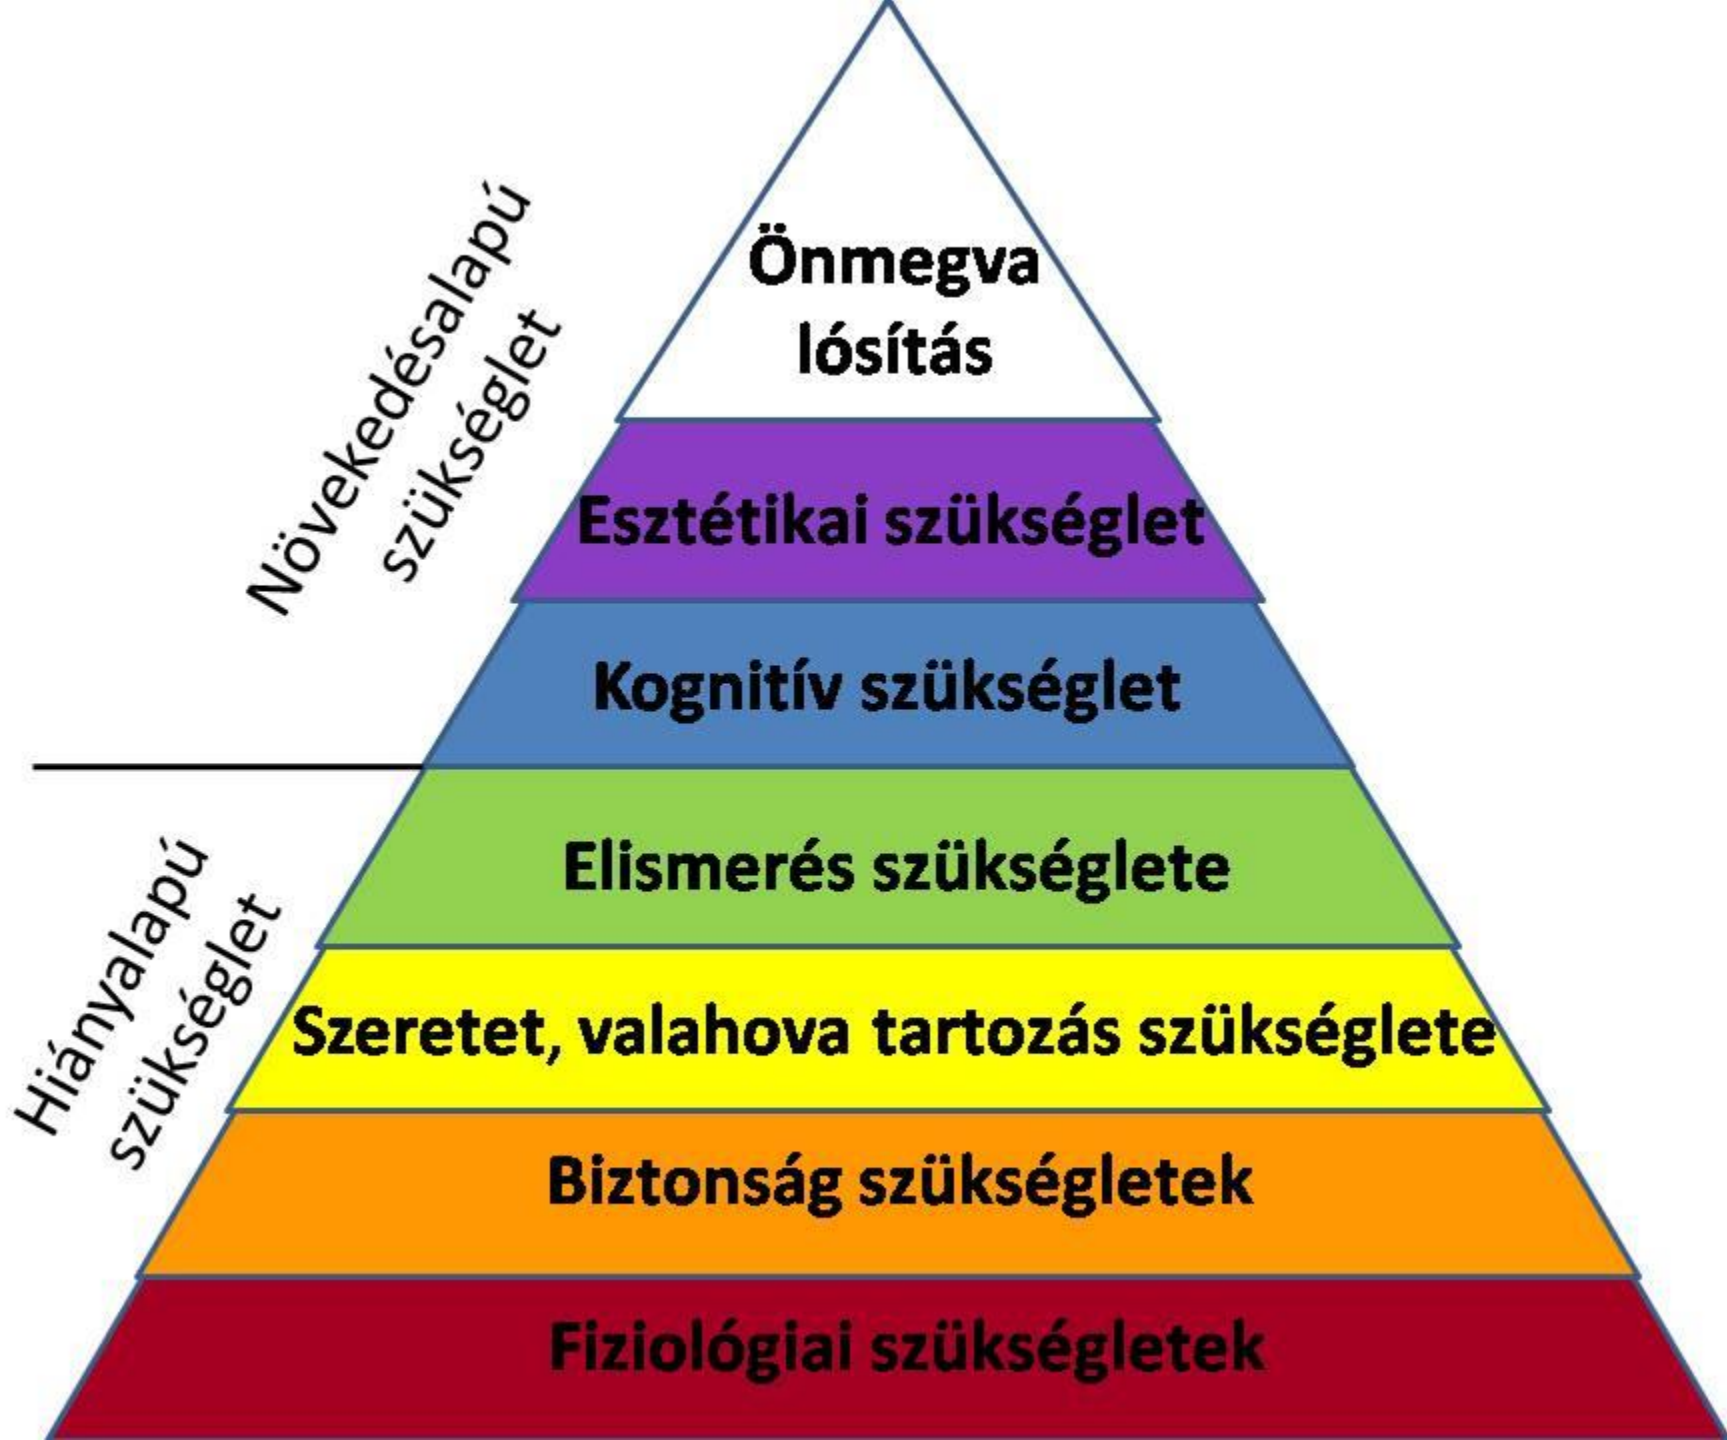 Növekedésalapú
szükséglet
Önmegva
lósítás
Esztétikai szükséglet
Kognitív szükséglet
Hiányalapú
szükséglet
Elismerés szükséglete
Szeretet, valahova tartozás szükséglete
Biztonság szükségletek
Fiziológiai szükségletek